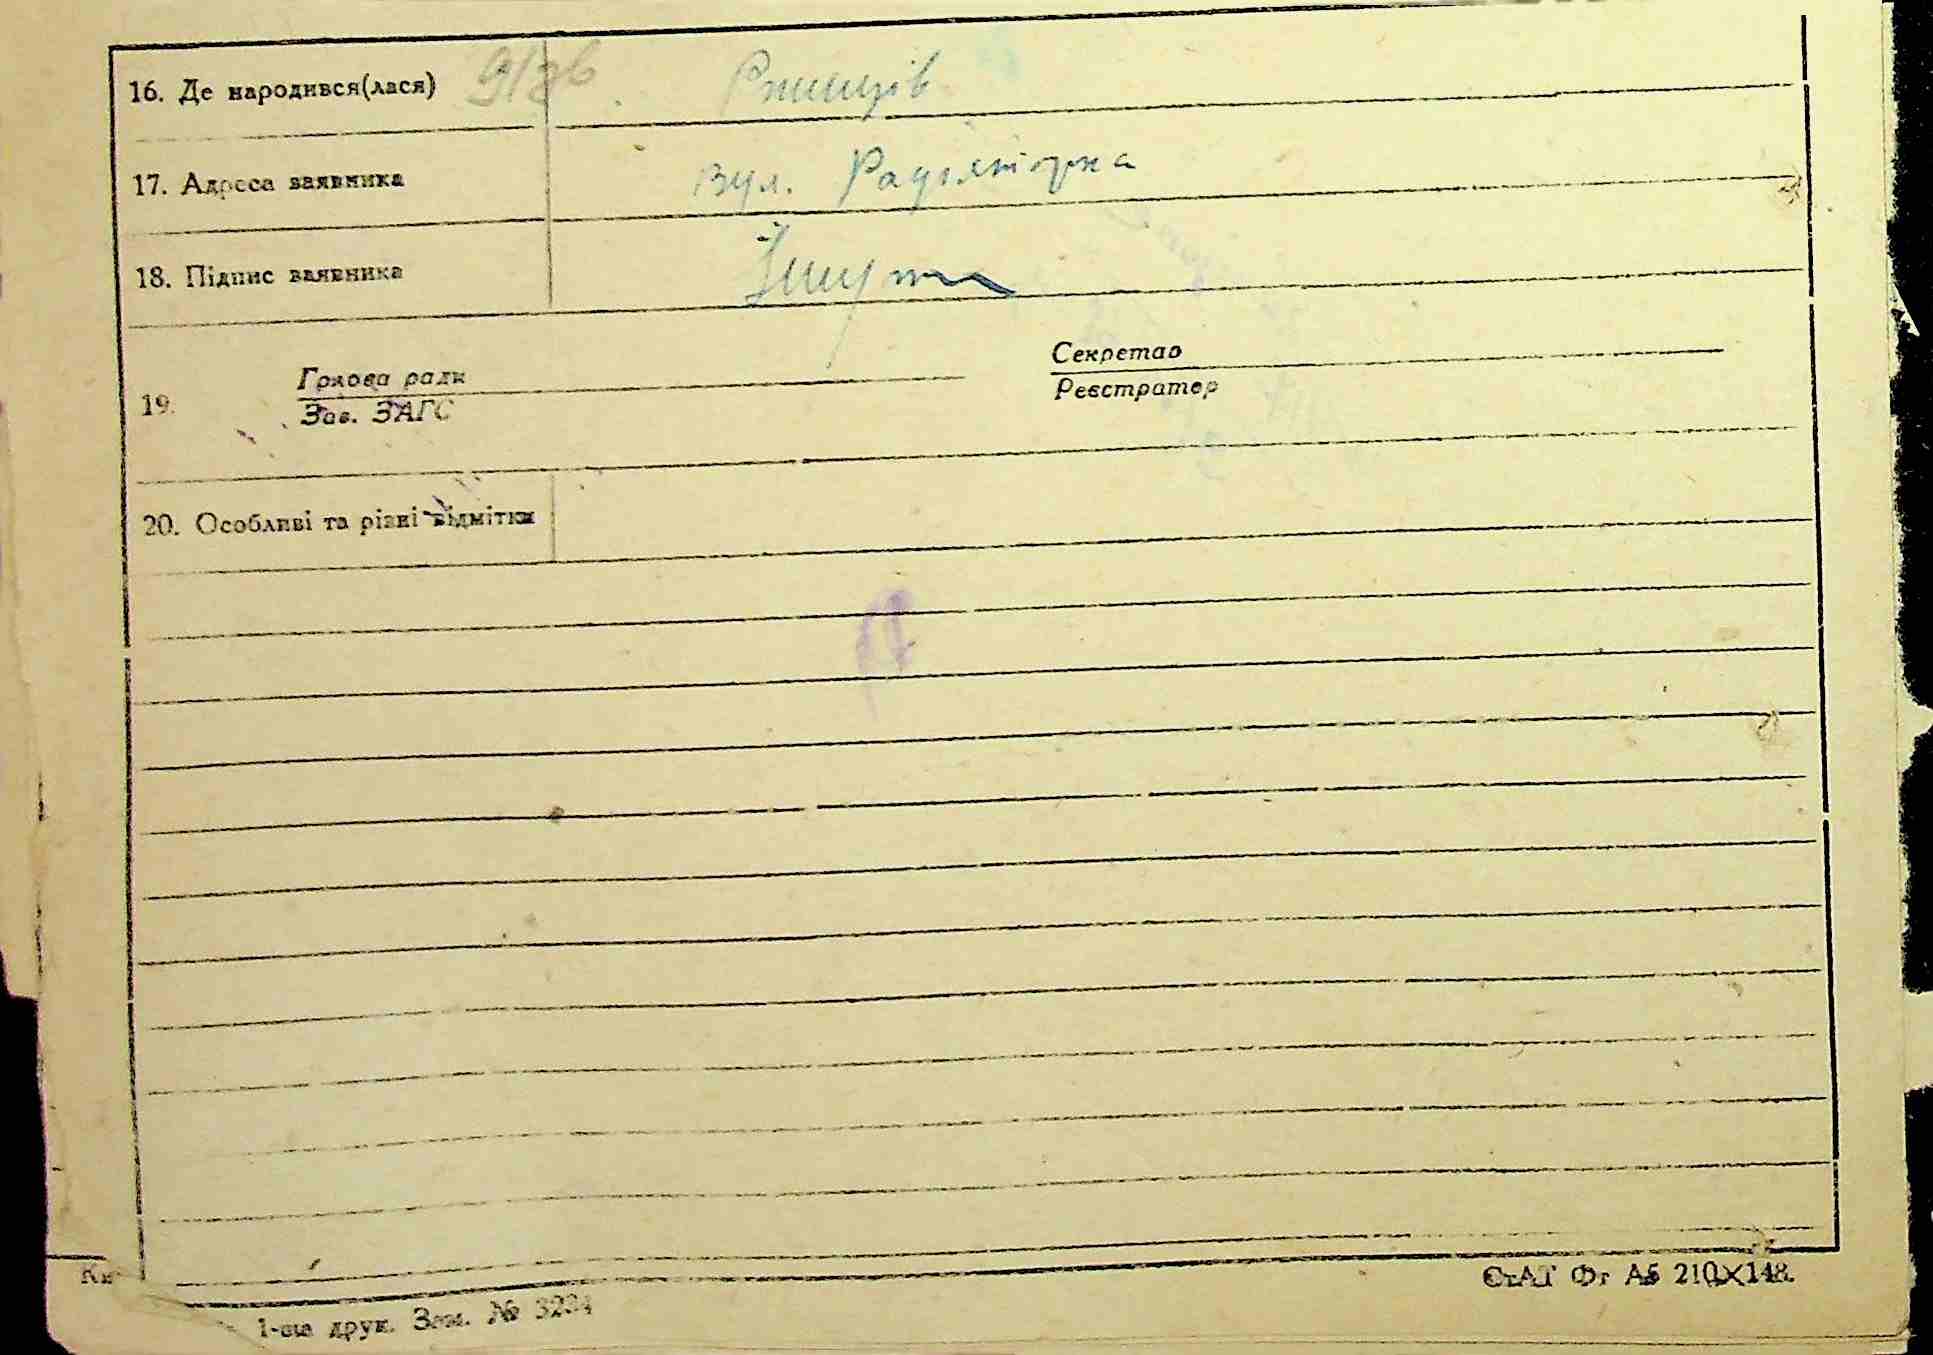 16. Де народився(лася) Ржищів
17. Адреса заявника вул. Радянська
18. Підпис заявника
Голова ради Секретар
19. Зав. ЗАГС Реєстратор
20. Особливі та різні відмітки
СтАТ Фг А5 210×148.
1-ша друк. Зам. № 3234